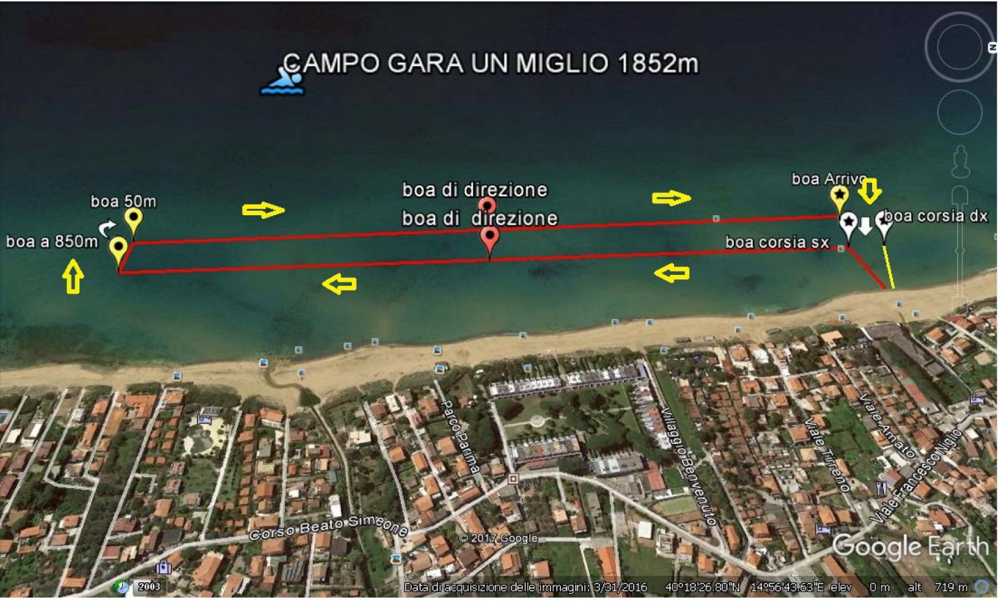 CAMPO GARA UN MIGLIO 1852m
N
boa Arrivo
boa di direzione
boa 50m
boa di direzione
boa corsia dx
boa a 850m
boa corsia sx
Parco Parima
Villaggio Benvenuto
Viale Tirreno
Viale Amato
Viale Francesco Niglio
Corso Beato Simeone
© 2017 Google
Google Earth
2003
Data di acquisizione delle immagini: 3/31/2016 40°18'26.80"N 14°56'43.63"E elev 0 m alt 719 m